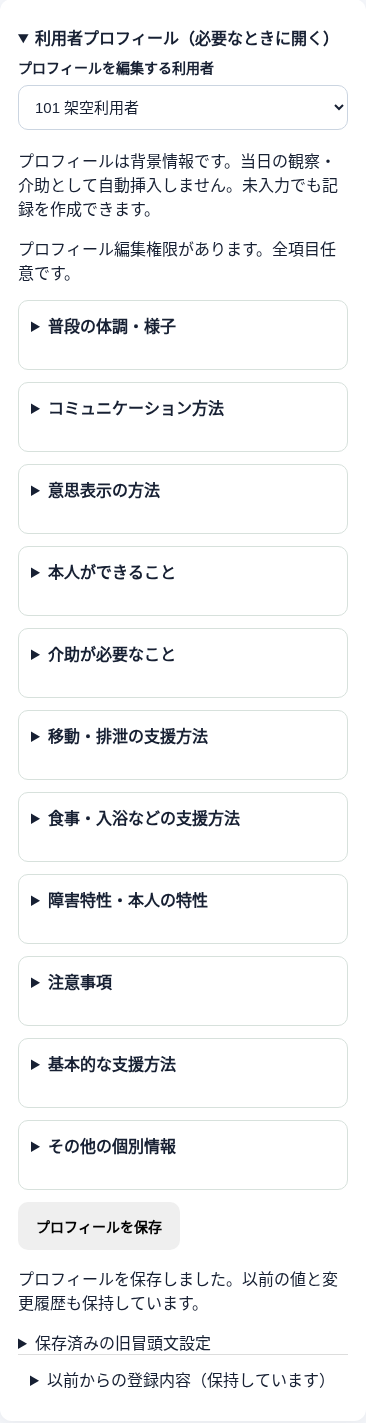 ▼ 利用者プロフィール（必要なときに開く）
プロフィールを編集する利用者
101 架空利用者
プロフィールは背景情報です。当日の観察・
介助として自動挿入しません。未入力でも記
録を作成できます。
プロフィール編集権限があります。全項目任
意です。
▶ 普段の体調・様子
▶ コミュニケーション方法
▶ 意思表示の方法
▶ 本人ができること
▶ 介助が必要なこと
▶ 移動・排泄の支援方法
▶ 食事・入浴などの支援方法
▶ 障害特性・本人の特性
▶ 注意事項
▶ 基本的な支援方法
▶ その他の個別情報
プロフィールを保存
プロフィールを保存しました。以前の値と変
更履歴も保持しています。
▶ 保存済みの旧冒頭文設定
▶ 以前からの登録内容（保持しています）